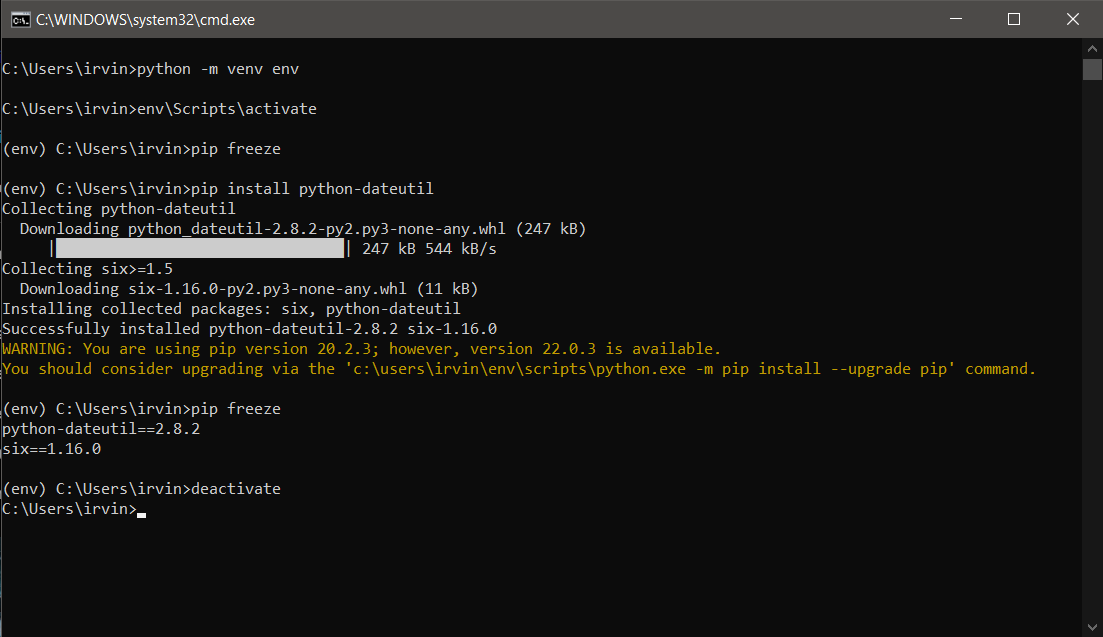 C:\WINDOWS\system32\cmd.exe
C:\Users\irvin>python -m venv env
C:\Users\irvin>env\Scripts\activate
(env) C:\Users\irvin>pip freeze
(env) C:\Users\irvin>pip install python-dateutil
Collecting python-dateutil
  Downloading python_dateutil-2.8.2-py2.py3-none-any.whl (247 kB)
     |████████████████████████████████| 247 kB 544 kB/s
Collecting six>=1.5
  Downloading six-1.16.0-py2.py3-none-any.whl (11 kB)
Installing collected packages: six, python-dateutil
Successfully installed python-dateutil-2.8.2 six-1.16.0
WARNING: You are using pip version 20.2.3; however, version 22.0.3 is available.
You should consider upgrading via the 'c:\users\irvin\env\scripts\python.exe -m pip install --upgrade pip' command.
(env) C:\Users\irvin>pip freeze
python-dateutil==2.8.2
six==1.16.0
(env) C:\Users\irvin>deactivate
C:\Users\irvin>